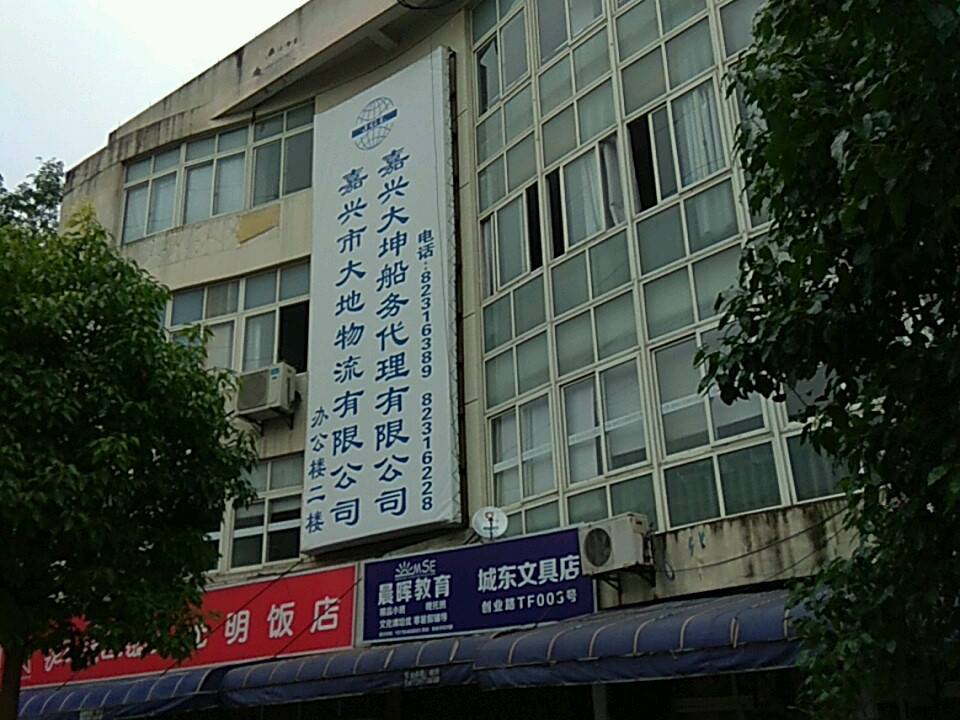 电话:82316389 82316228
嘉兴大坤船务代理有限公司
嘉兴市大地物流有限公司
办公楼二楼
MSE
晨晖教育
城东文具店
创业路TF003号
明饭店